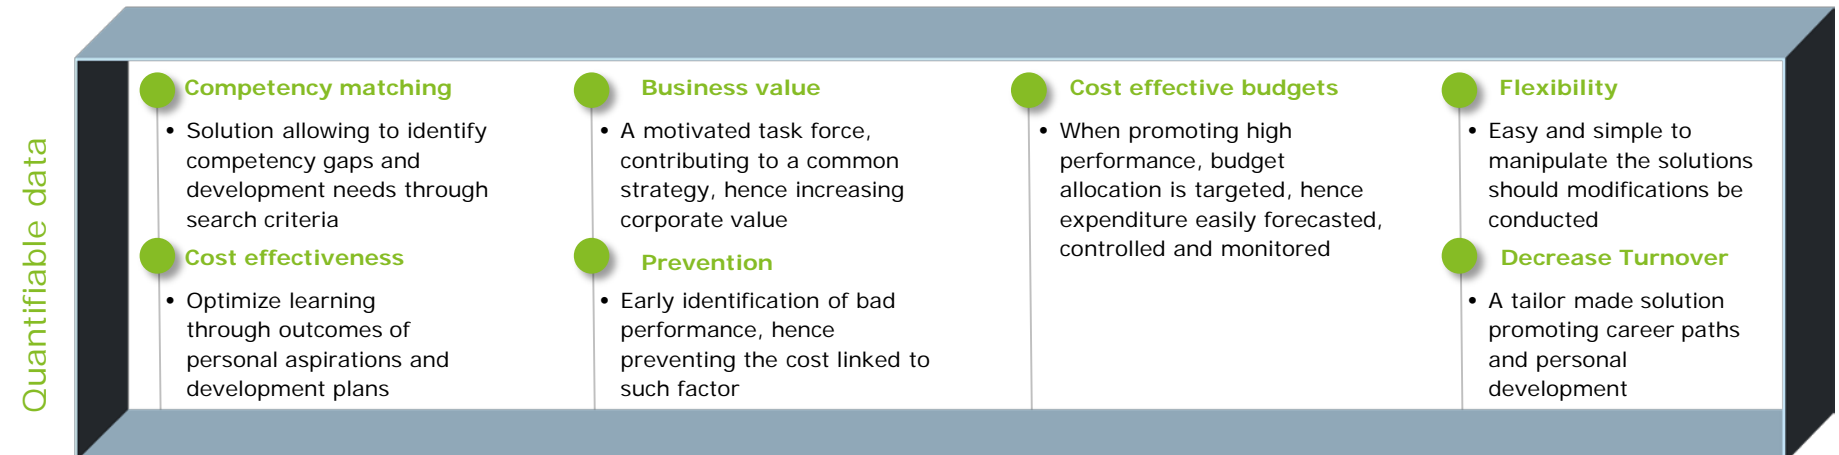 Quantifiable data
Competency matching
• Solution allowing to identify
competency gaps and
development needs through
search criteria
Cost effectiveness
• Optimize learning
through outcomes of
personal aspirations and
development plans
Business value
• A motivated task force,
contributing to a common
strategy, hence increasing
corporate value
Prevention
• Early identification of bad
performance, hence
preventing the cost linked to
such factor
Cost effective budgets
• When promoting high
performance, budget
allocation is targeted, hence
expenditure easily forecasted,
controlled and monitored
Flexibility
• Easy and simple to
manipulate the solutions
should modifications be
conducted
Decrease Turnover
• A tailor made solution
promoting career paths
and personal
development